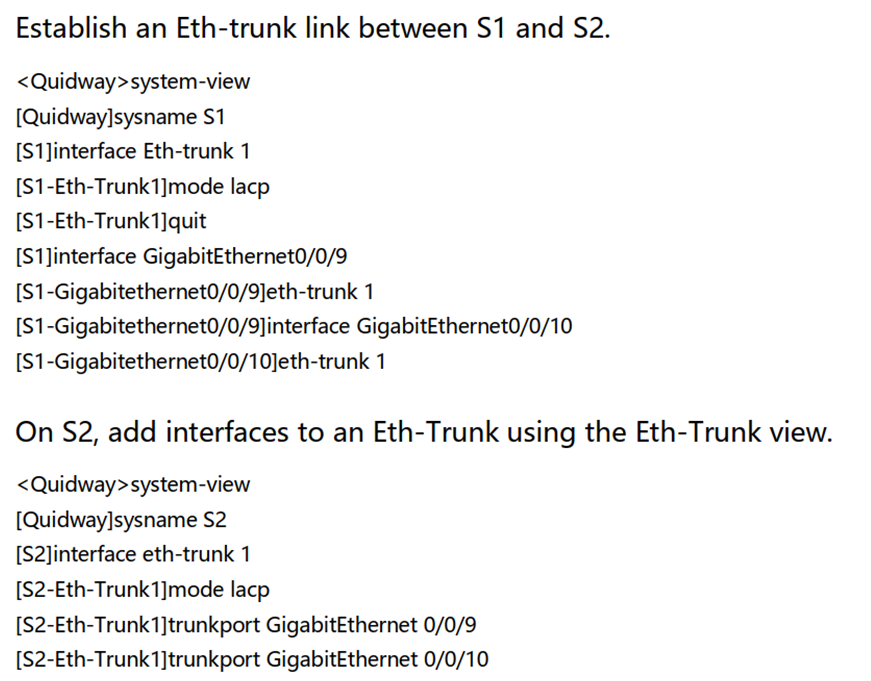 Establish an Eth-trunk link between S1 and S2.
<Quidway>system-view
[Quidway]sysname S1
[S1]interface Eth-trunk 1
[S1-Eth-Trunk1]mode lacp
[S1-Eth-Trunk1]quit
[S1]interface GigabitEthernet0/0/9
[S1-Gigabitethernet0/0/9]eth-trunk 1
[S1-Gigabitethernet0/0/9]interface GigabitEthernet0/0/10
[S1-Gigabitethernet0/0/10]eth-trunk 1
On S2, add interfaces to an Eth-Trunk using the Eth-Trunk view.
<Quidway>system-view
[Quidway]sysname S2
[S2]interface eth-trunk 1
[S2-Eth-Trunk1]mode lacp
[S2-Eth-Trunk1]trunkport GigabitEthernet 0/0/9
[S2-Eth-Trunk1]trunkport GigabitEthernet 0/0/10